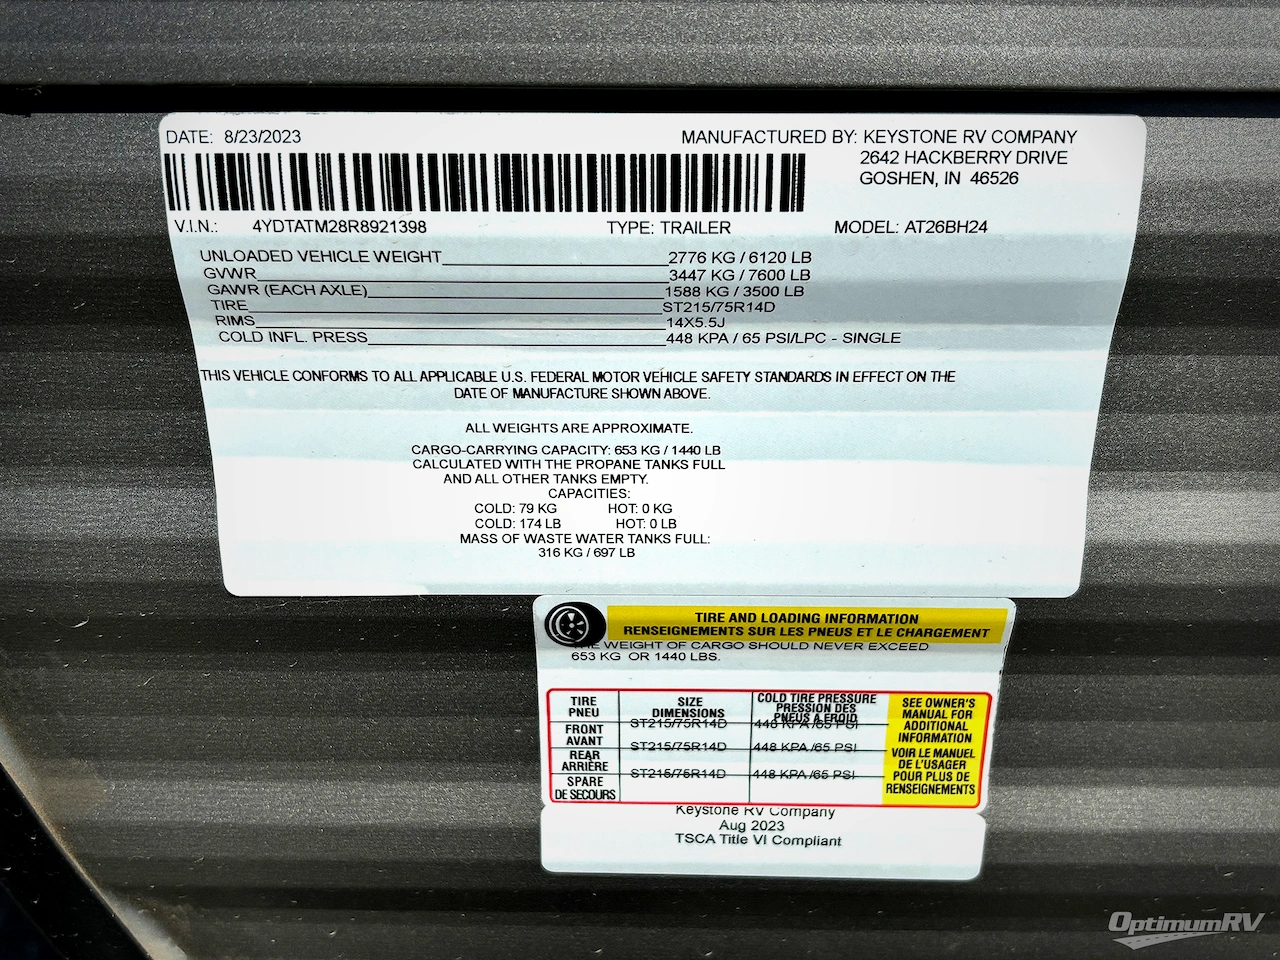 DATE: 8/23/2023
MANUFACTURED BY: KEYSTONE RV COMPANY
2642 HACKBERRY DRIVE
GOSHEN, IN 46526
V.I.N.: 4YDTATM28R8921398 TYPE: TRAILER MODEL: AT26BH24
UNLOADED VEHICLE WEIGHT 2776 KG / 6120 LB
GVWR 3447 KG / 7600 LB
GAWR (EACH AXLE) 1588 KG / 3500 LB
TIRE ST215/75R14D
RIMS 14X5.5J
COLD INFL. PRESS 448 KPA / 65 PSI/LPC - SINGLE
THIS VEHICLE CONFORMS TO ALL APPLICABLE U.S. FEDERAL MOTOR VEHICLE SAFETY STANDARDS IN EFFECT ON THE
DATE OF MANUFACTURE SHOWN ABOVE.
ALL WEIGHTS ARE APPROXIMATE.
CARGO-CARRYING CAPACITY: 653 KG / 1440 LB
CALCULATED WITH THE PROPANE TANKS FULL
AND ALL OTHER TANKS EMPTY.
CAPACITIES:
COLD: 79 KG HOT: 0 KG
COLD: 174 LB HOT: 0 LB
MASS OF WASTE WATER TANKS FULL:
316 KG / 697 LB
TIRE AND LOADING INFORMATION
RENSEIGNEMENTS SUR LES PNEUS ET LE CHARGEMENT
THE WEIGHT OF CARGO SHOULD NEVER EXCEED
653 KG OR 1440 LBS.
TIRE
PNEU
SIZE
DIMENSIONS
COLD TIRE PRESSURE
PRESSION DES
PNEUS A FROID
FRONT
AVANT
ST215/75R14D
448 KPA /65 PSI
REAR
ARRIÈRE
ST215/75R14D
448 KPA /65 PSI
SPARE
DE SECOURS
ST215/75R14D
448 KPA /65 PSI
SEE OWNER'S
MANUAL FOR
ADDITIONAL
INFORMATION
VOIR LE MANUEL
DE L'USAGER
POUR PLUS DE
RENSEIGNEMENTS
Keystone RV Company
Aug 2023
TSCA Title VI Compliant
OptimumRV